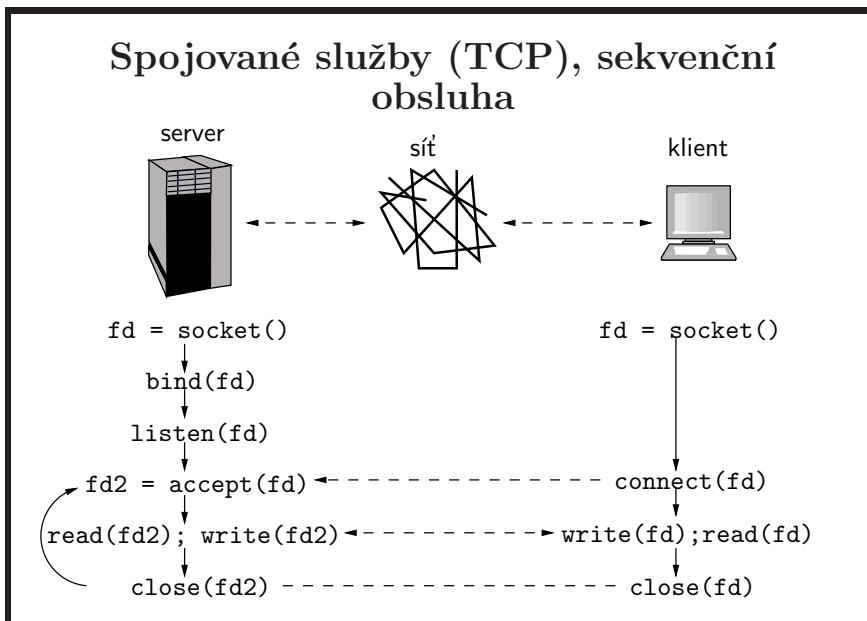 Spojované služby (TCP), sekvenční
obsluha
server
síť
klient
fd = socket()
fd = socket()
bind(fd)
listen(fd)
fd2 = accept(fd)
connect(fd)
read(fd2); write(fd2)
write(fd);read(fd)
close(fd2)
close(fd)